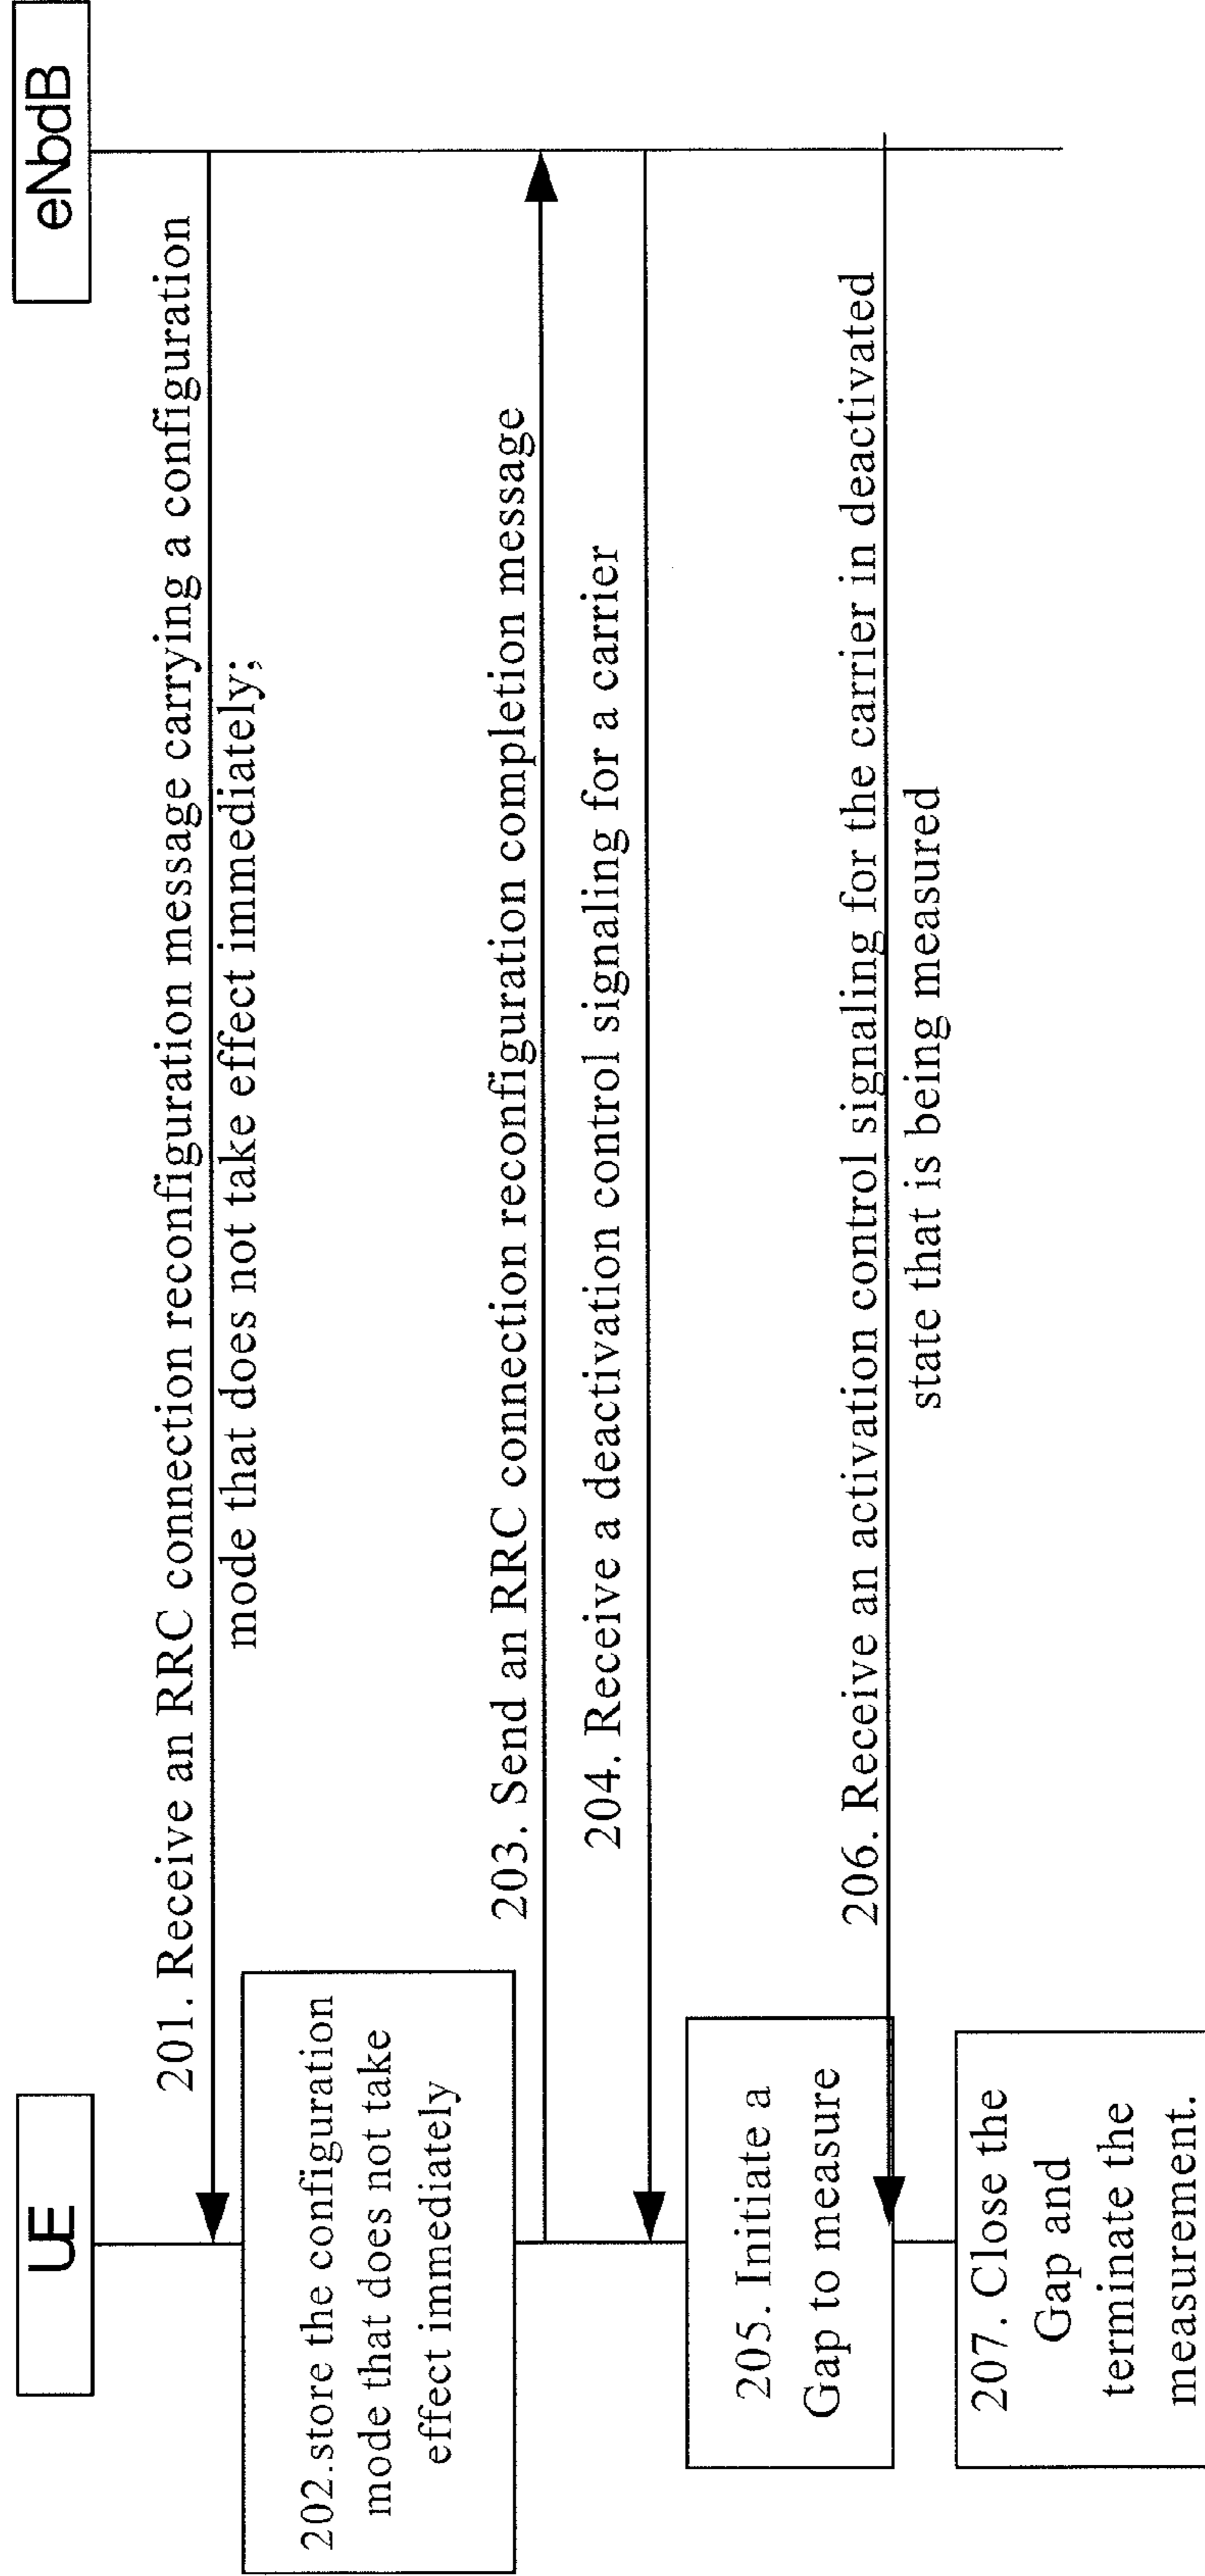 UE
eNbdB
201. Receive an RRC connection reconfiguration message carrying a configuration
mode that does not take effect immediately;
202.store the configuration
mode that does not take
effect immediately
203. Send an RRC connection reconfiguration completion message
204. Receive a deactivation control signaling for a carrier
205. Initiate a
Gap to measure
206. Receive an activation control signaling for the carrier in deactivated
state that is being measured
207. Close the
Gap and
terminate the
measurement.